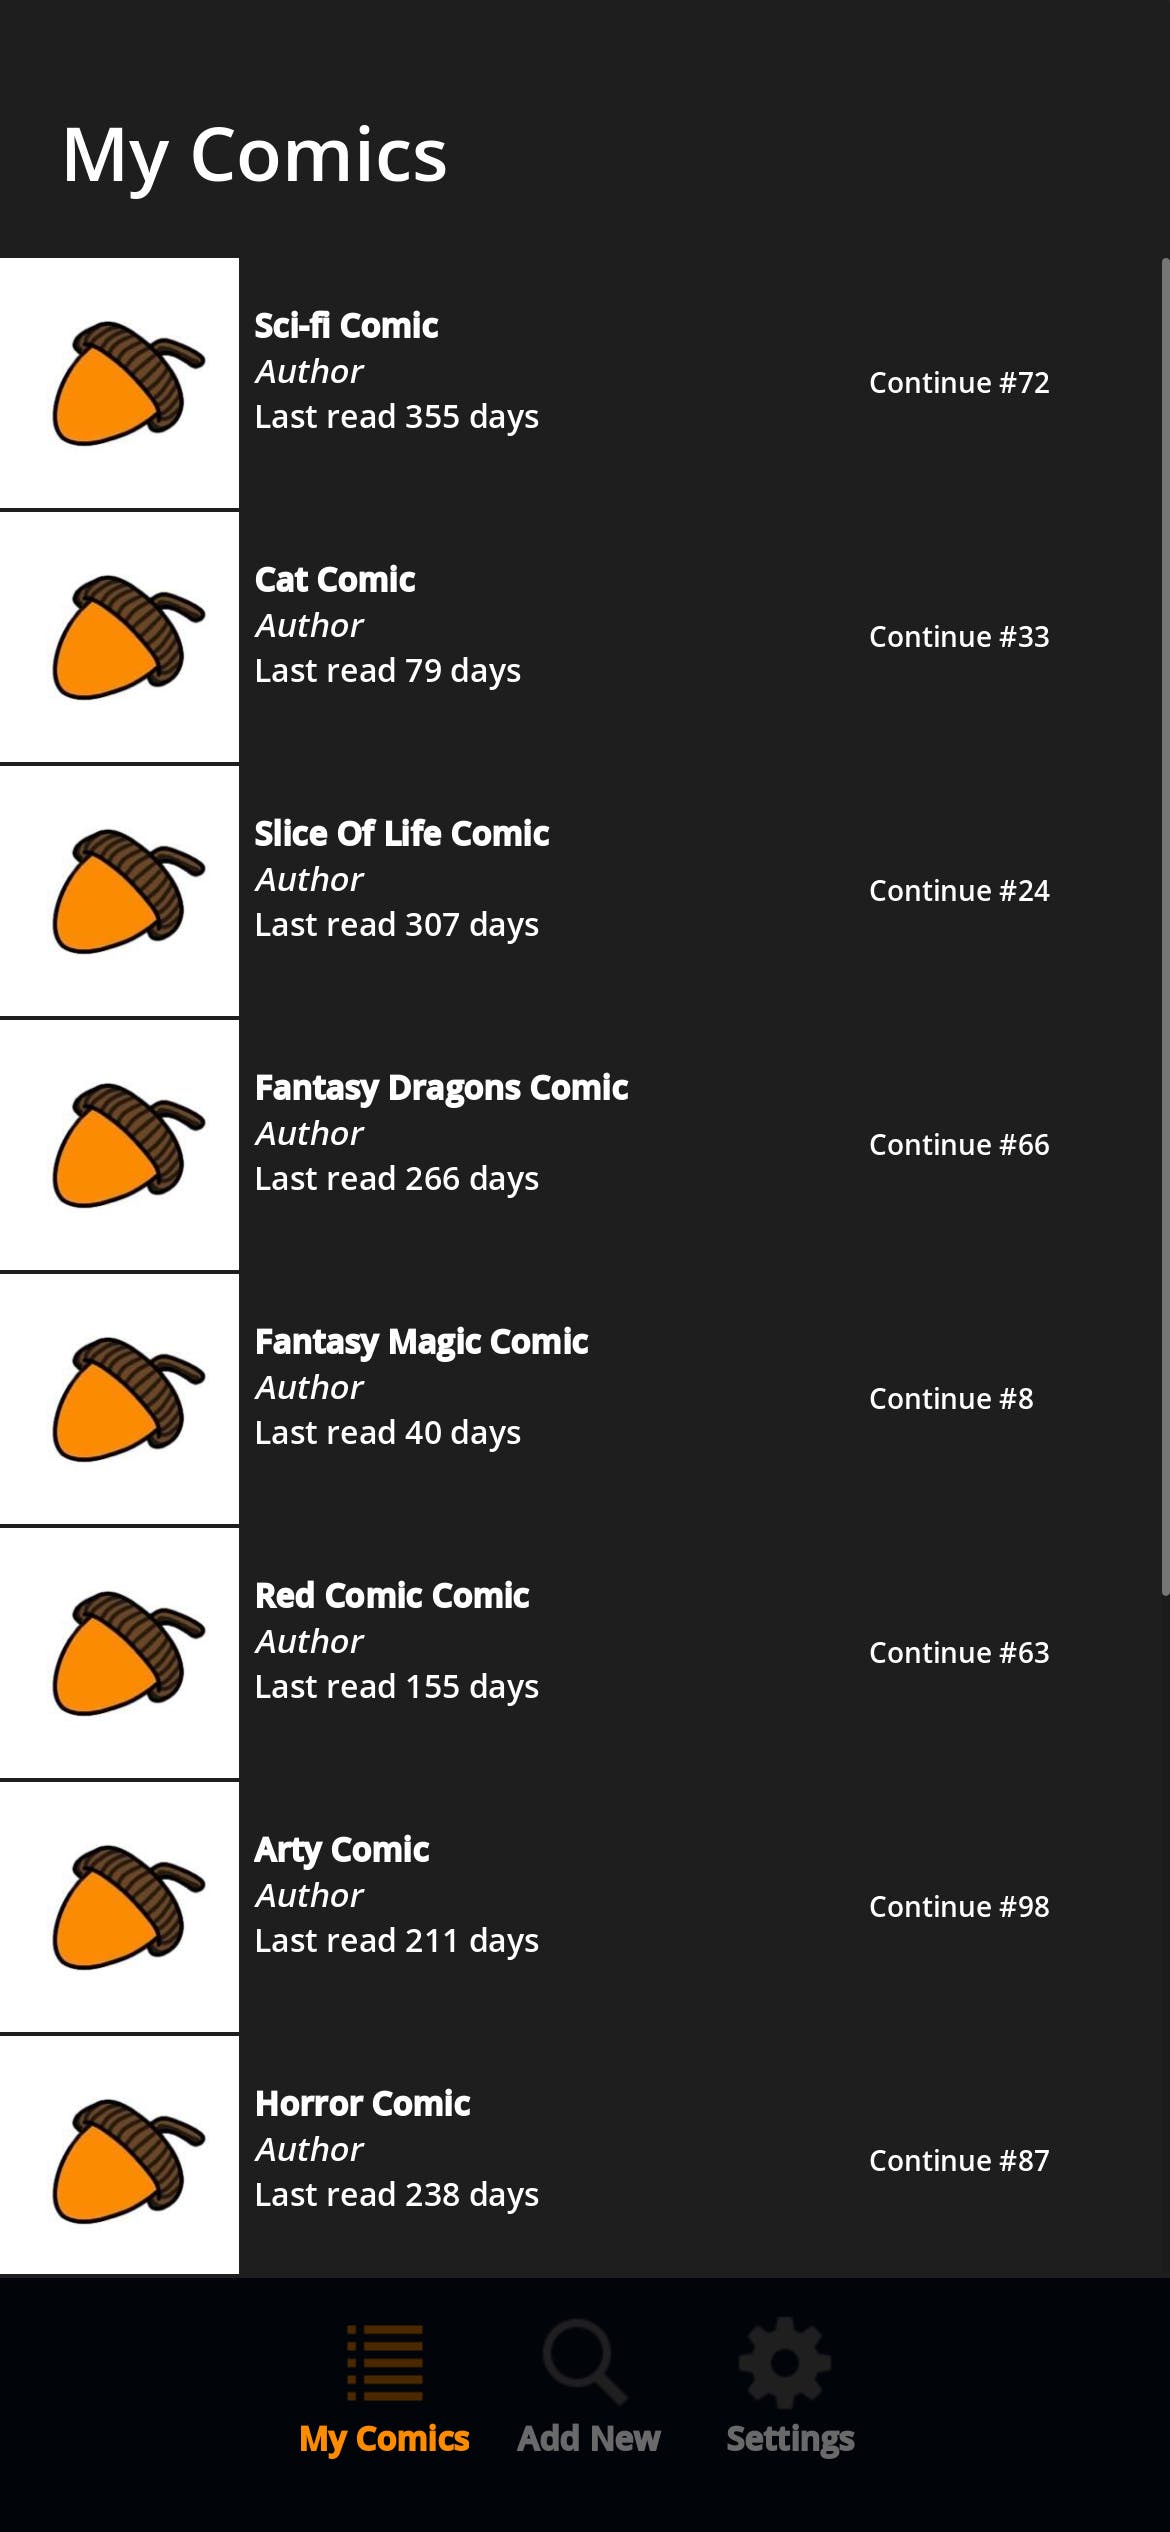 My Comics
Sci-fi Comic
Author
Last read 355 days
Continue #72
Cat Comic
Author
Last read 79 days
Continue #33
Slice Of Life Comic
Author
Last read 307 days
Continue #24
Fantasy Dragons Comic
Author
Last read 266 days
Continue #66
Fantasy Magic Comic
Author
Last read 40 days
Continue #8
Red Comic Comic
Author
Last read 155 days
Continue #63
Arty Comic
Author
Last read 211 days
Continue #98
Horror Comic
Author
Last read 238 days
Continue #87
My Comics
Add New
Settings